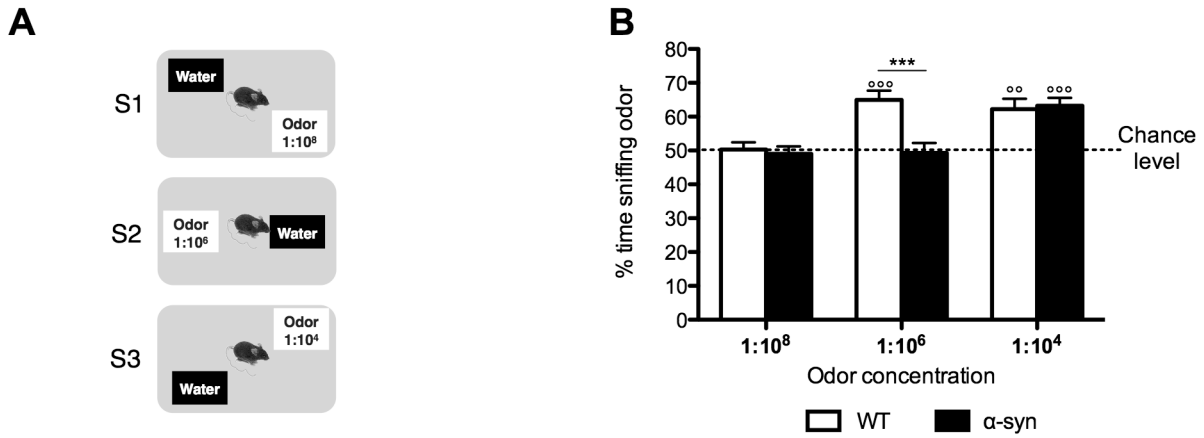 A
S1
Water
Odor
1:10⁸
S2
Odor
1:10⁶
Water
S3
Odor
1:10⁴
Water
B
% time sniffing odor
80
70
60
50
40
30
20
10
0
***
°°°
°°
°°°
Chance
level
1:10⁸
1:10⁶
1:10⁴
Odor concentration
WT
α-syn